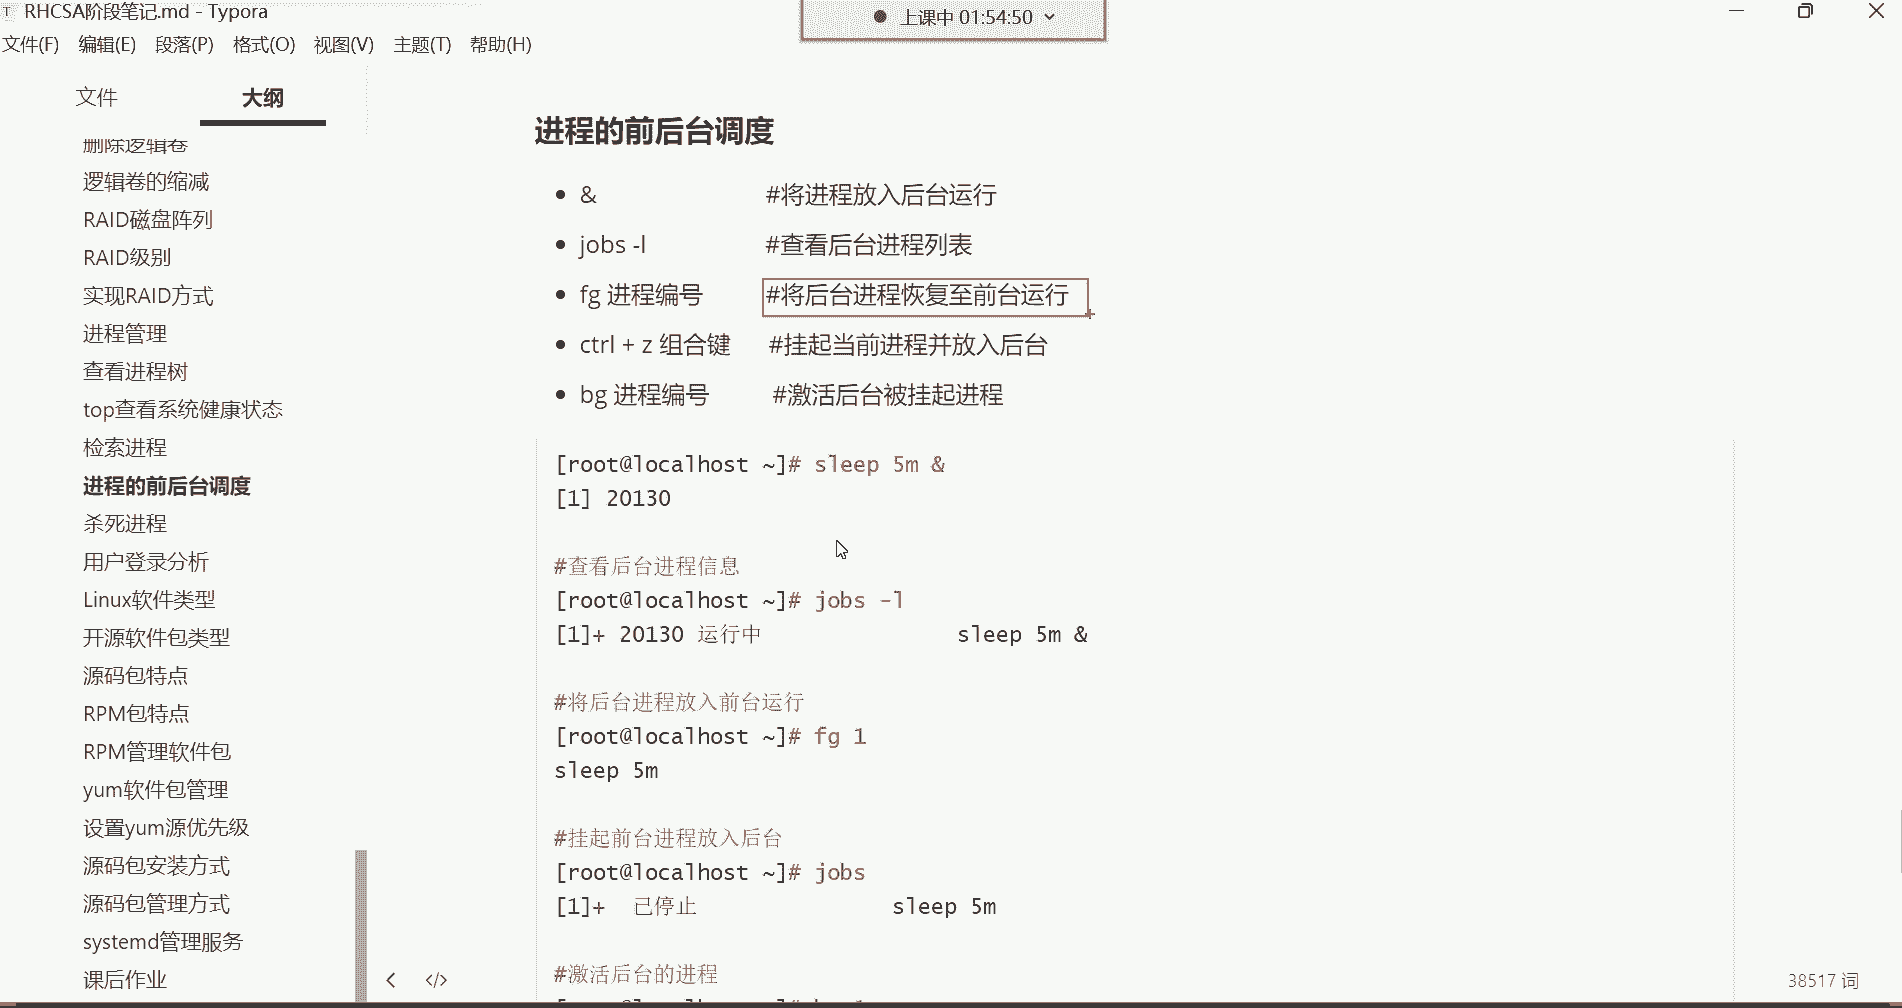 RHCSA阶段笔记.md - Typora
上课中 01:54:50
文件(F) 编辑(E) 段落(P) 格式(O) 视图(V) 主题(T) 帮助(H)
文件 大纲
删除逻辑卷
逻辑卷的缩减
RAID磁盘阵列
RAID级别
实现RAID方式
进程管理
查看进程树
top查看系统健康状态
检索进程
进程的前后台调度
杀死进程
用户登录分析
Linux软件类型
开源软件包类型
源码包特点
RPM包特点
RPM管理软件包
yum软件包管理
设置yum源优先级
源码包安装方式
源码包管理方式
systemd管理服务
课后作业
进程的前后台调度
& #将进程放入后台运行
jobs -l #查看后台进程列表
fg 进程编号 #将后台进程恢复至前台运行
ctrl + z 组合键 #挂起当前进程并放入后台
bg 进程编号 #激活后台被挂起进程
[root@localhost ~]# sleep 5m &
[1] 20130
#查看后台进程信息
[root@localhost ~]# jobs -l
[1]+ 20130 运行中 sleep 5m &
#将后台进程放入前台运行
[root@localhost ~]# fg 1
sleep 5m
#挂起前台进程放入后台
[root@localhost ~]# jobs
[1]+ 已停止 sleep 5m
#激活后台的进程
38517 词